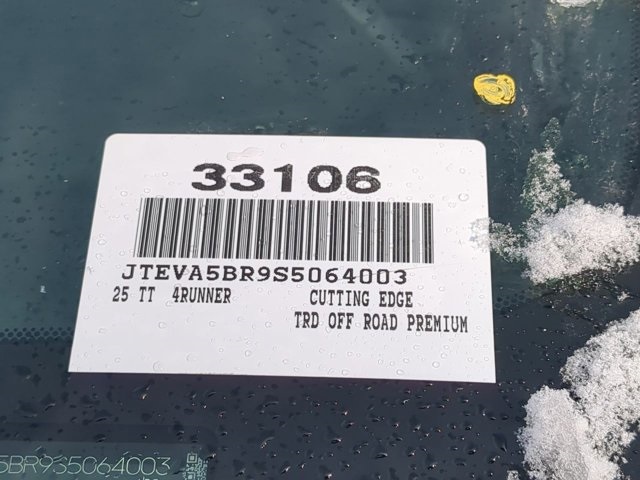 33106
JTEVA5BR9S5064003
25 TT 4RUNNER CUTTING EDGE
TRD OFF ROAD PREMIUM
5BR9S5064003